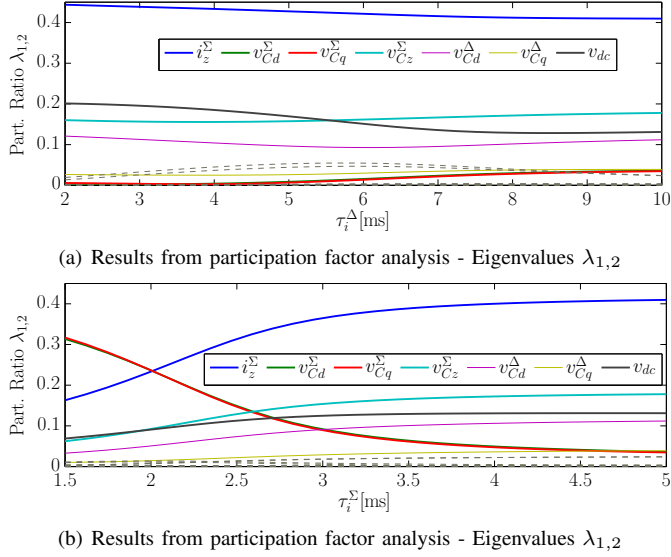 Part. Ratio λ1,2
0.4
0.3
0.2
0.1
0
i_z^Σ v_Cd^Σ v_Cq^Σ v_Cz^Σ v_Cd^Δ v_Cq^Δ v_dc
2 3 4 5 6 7 8 9 10
τ_i^Δ[ms]
(a) Results from participation factor analysis - Eigenvalues λ1,2
Part. Ratio λ1,2
0.4
0.3
0.2
0.1
0
i_z^Σ v_Cd^Σ v_Cq^Σ v_Cz^Σ v_Cd^Δ v_Cq^Δ v_dc
1.5 2 2.5 3 3.5 4 4.5 5
τ_i^Σ[ms]
(b) Results from participation factor analysis - Eigenvalues λ1,2